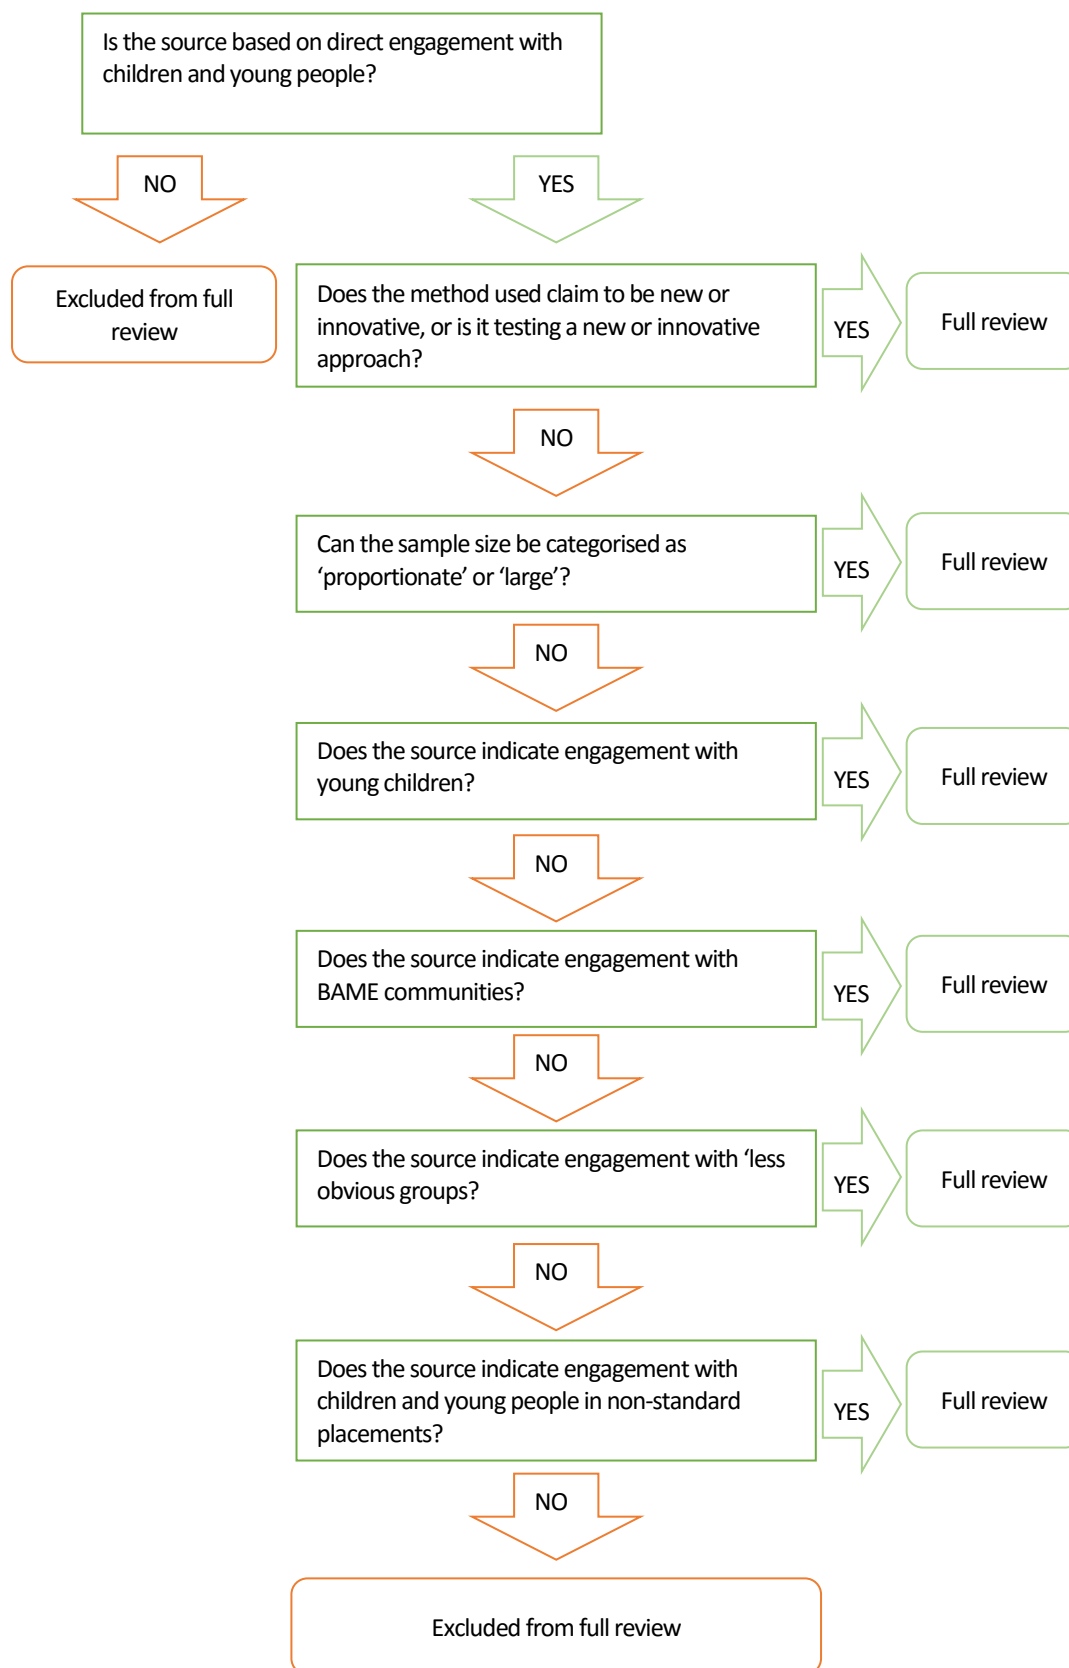 Is the source based on direct engagement with
children and young people?
NO
YES
Excluded from full
review
Does the method used claim to be new or
innovative, or is it testing a new or innovative
approach?
YES
Full review
NO
Can the sample size be categorised as
‘proportionate’ or ‘large’?
YES
Full review
NO
Does the source indicate engagement with
young children?
YES
Full review
NO
Does the source indicate engagement with
BAME communities?
YES
Full review
NO
Does the source indicate engagement with ‘less
obvious groups?
YES
Full review
NO
Does the source indicate engagement with
children and young people in non-standard
placements?
YES
Full review
NO
Excluded from full review